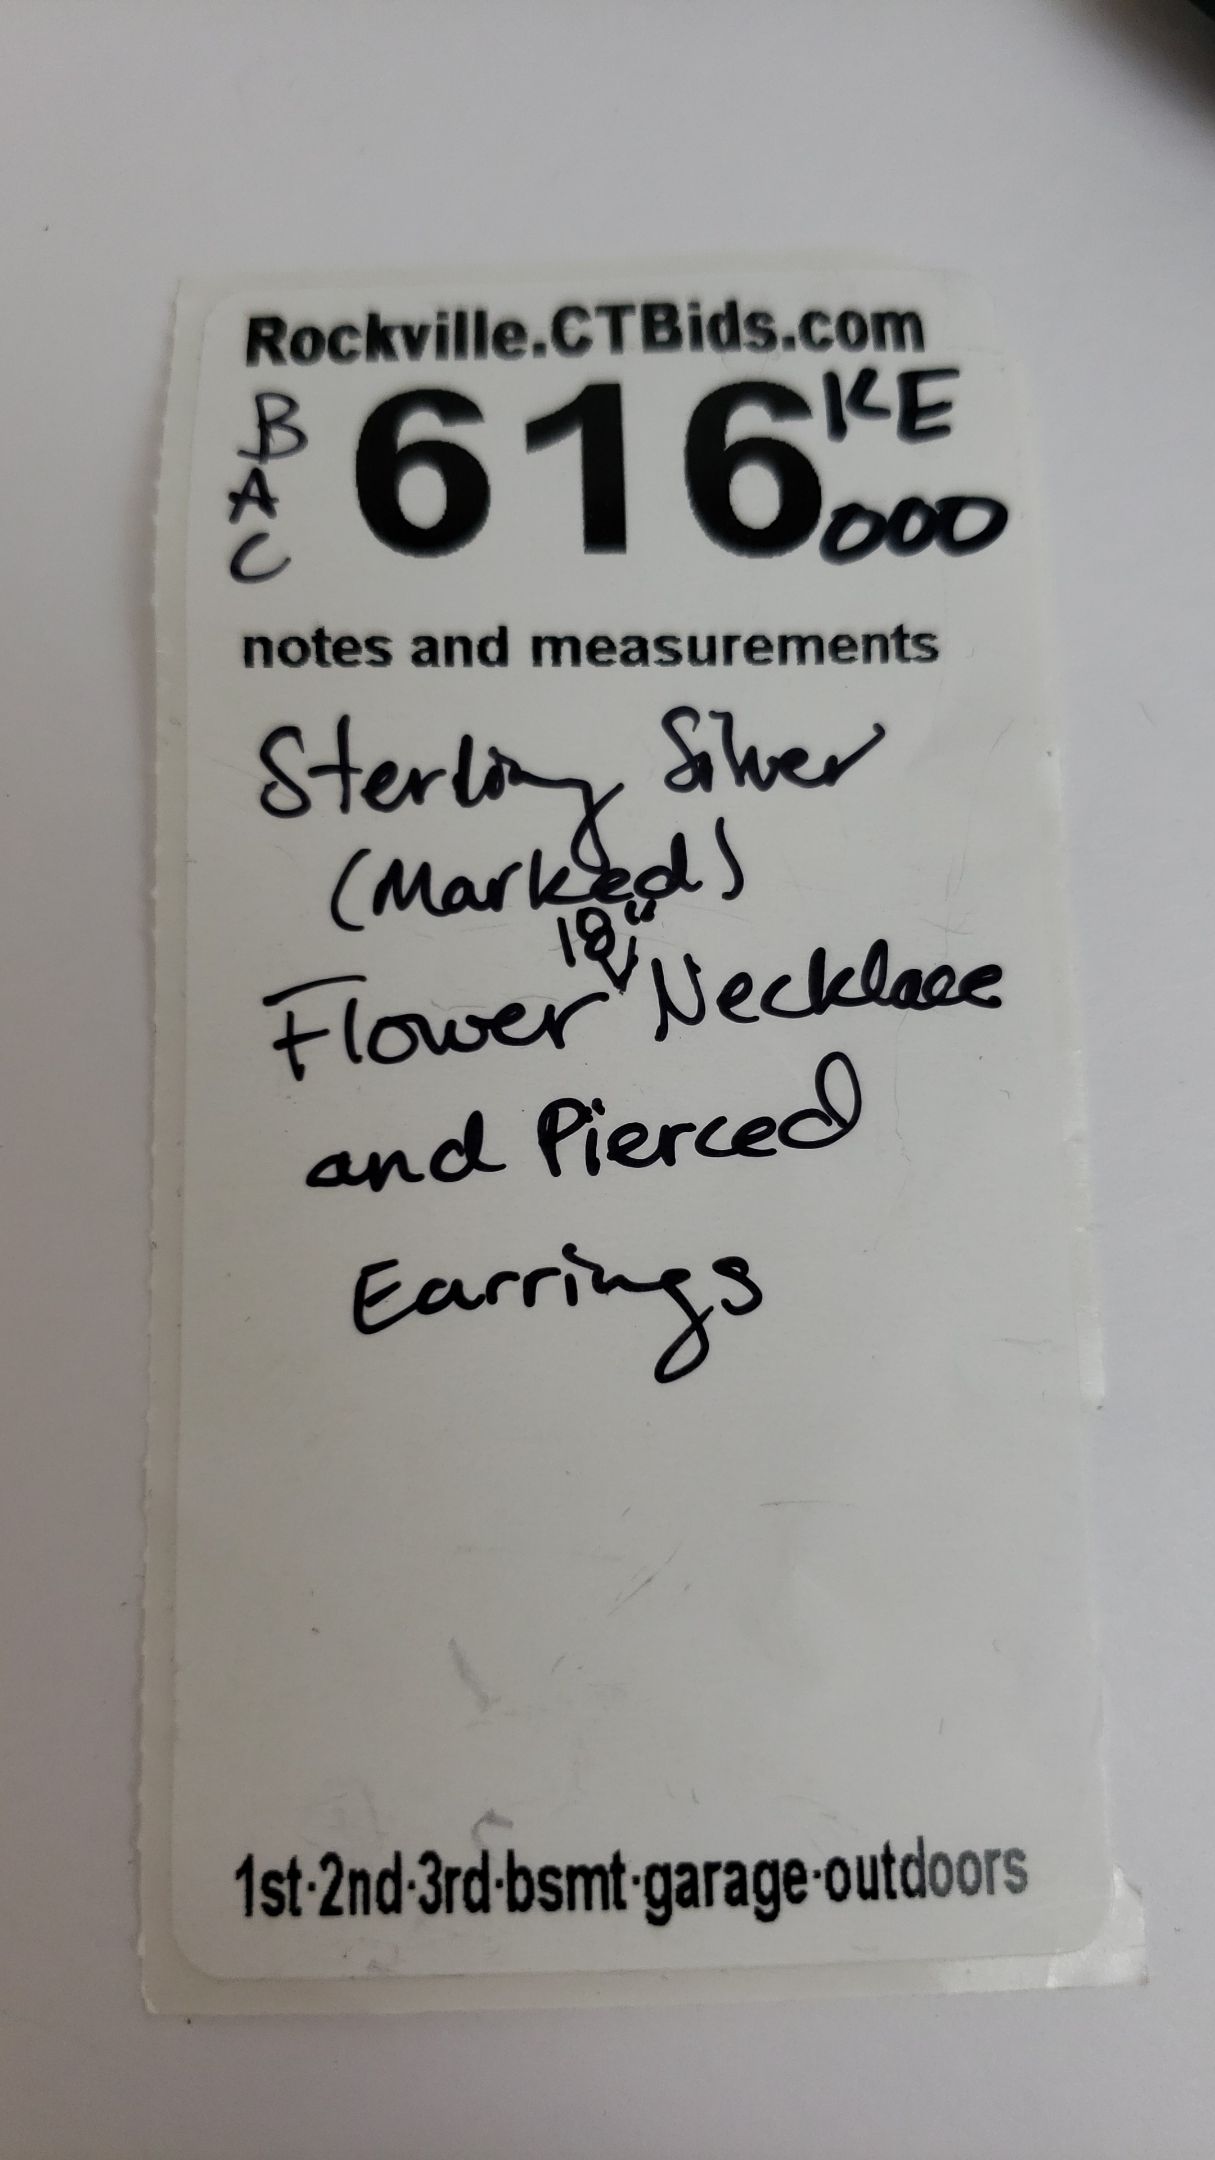 Rockville.CTBids.com
BAC 616 KE
000
notes and measurements
Sterling Silver
(Marked)
18"
Flower Necklace
and Pierced
Earrings
1st·2nd·3rd·bsmt·garage·outdoors